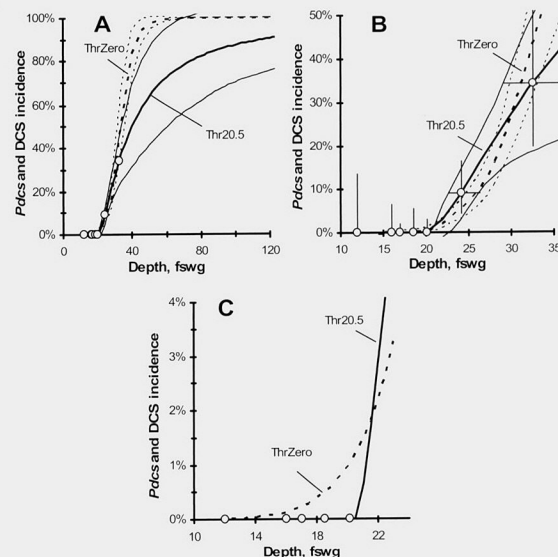 A
Pdcs and DCS incidence
100%
80%
60%
40%
20%
0%
ThrZero
Thr20.5
0
40
80
120
Depth, fswg
B
Pdcs and DCS incidence
50%
40%
30%
20%
10%
0%
ThrZero
Thr20.5
10
15
20
25
30
35
Depth, fswg
C
Pdcs and DCS incidence
4%
3%
2%
1%
0%
Thr20.5
ThrZero
10
14
18
22
Depth, fswg